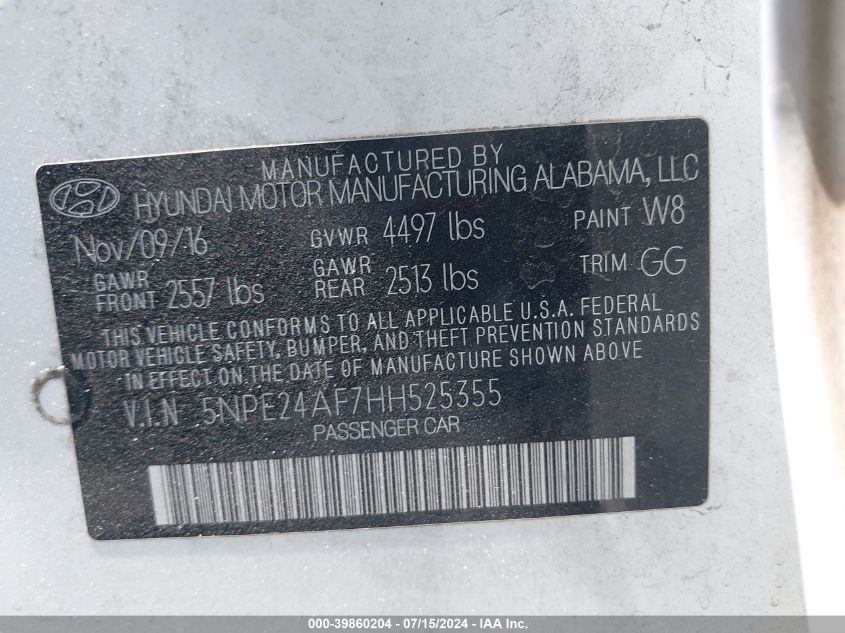 MANUFACTURED BY
HYUNDAI MOTOR MANUFACTURING ALABAMA, LLC
Nov/09/16 GVWR 4497 lbs PAINT W8
GAWR FRONT 2557 lbs GAWR REAR 2513 lbs TRIM GG
THIS VEHICLE CONFORMS TO ALL APPLICABLE U.S.A. FEDERAL
MOTOR VEHICLE SAFETY, BUMPER, AND THEFT PREVENTION STANDARDS
IN EFFECT ON THE DATE OF MANUFACTURE SHOWN ABOVE
V.I.N 5NPE24AF7HH525355
PASSENGER CAR
000-39860204 - 07/15/2024 - IAA Inc.